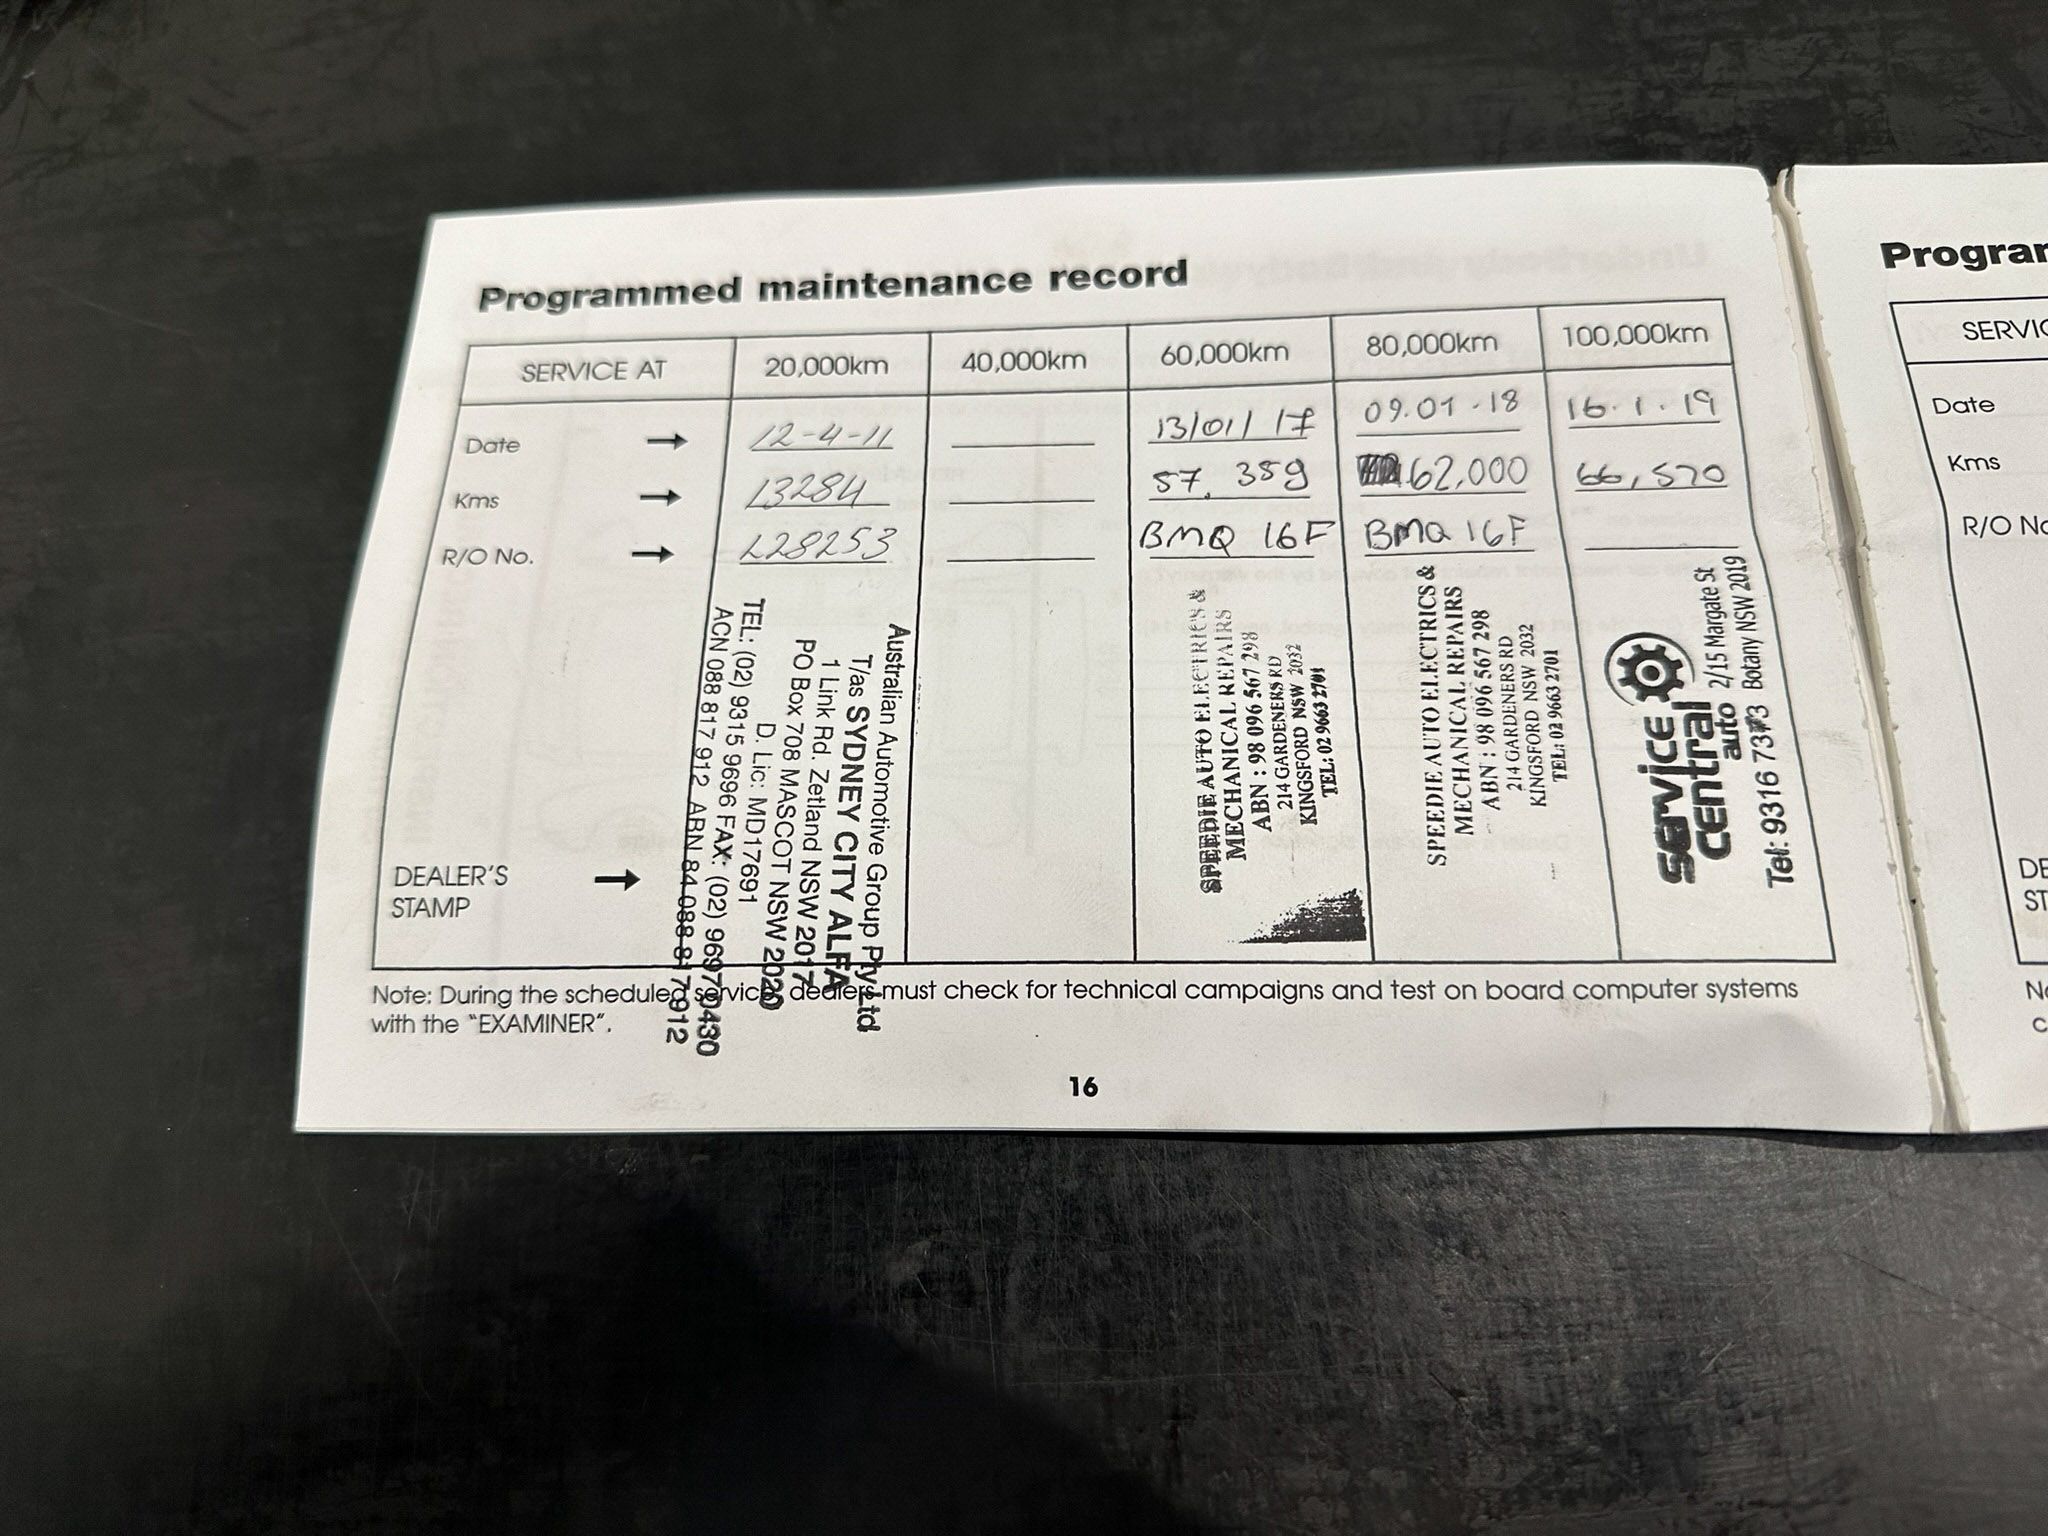 Programmed maintenance record
SERVICE AT 20,000km 40,000km 60,000km 80,000km 100,000km
Date → 12-4-11 13/01/17 09.01.18 16.1.19
Kms → 13284 57,359 62,000 66,570
R/O No. → L28253 BMQ 16F BMQ 16F
DEALER'S
STAMP →
Australian Automotive Group Pty Ltd
T/as SYDNEY CITY ALFA
1 Link Rd. Zetland NSW 2017
PO Box 708 MASCOT NSW 2020
D. Lic: MD17691
TEL: (02) 9315 9696 FAX: (02) 9697 0430
ACN 088 817 912 ABN 84 088 817 912
SPEEDIE AUTO ELECTRICS &
MECHANICAL REPAIRS
ABN : 98 096 567 298
214 GARDENERS RD
KINGSFORD NSW 2032
TEL: 02 9663 2701
SPEEDIE AUTO ELECTRICS &
MECHANICAL REPAIRS
ABN : 98 096 567 298
214 GARDENERS RD
KINGSFORD NSW 2032
TEL: 02 9663 2701
service
central
auto
2/15 Margate St
Botany NSW 2019
Tel: 9316 7373
Note: During the scheduled service, dealers must check for technical campaigns and test on board computer systems
with the "EXAMINER".
16
Progra
SERVIC
Date
Kms
R/O No
DE
ST
No
c